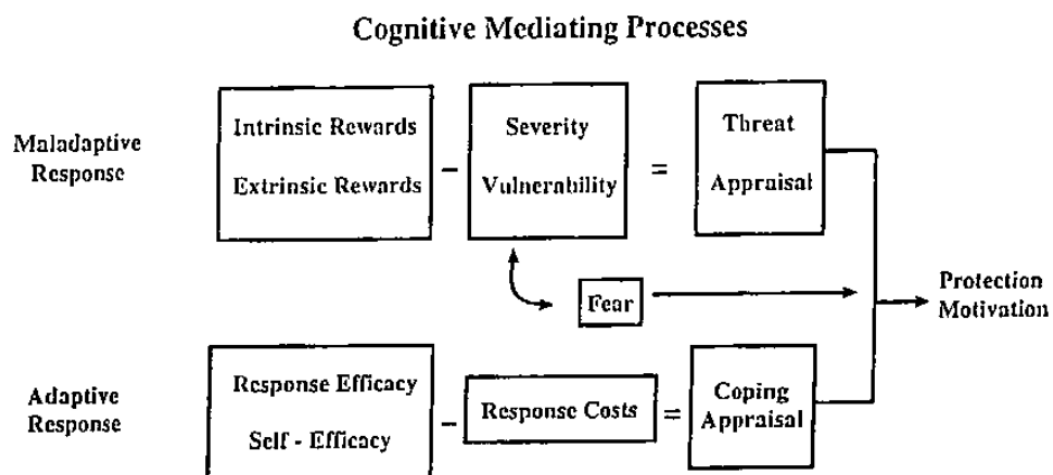 Cognitive Mediating Processes
Maladaptive
Response
Intrinsic Rewards
Extrinsic Rewards
–
Severity
Vulnerability
=
Threat
Appraisal
Fear
Protection
Motivation
Adaptive
Response
Response Efficacy
Self - Efficacy
–
Response Costs
=
Coping
Appraisal